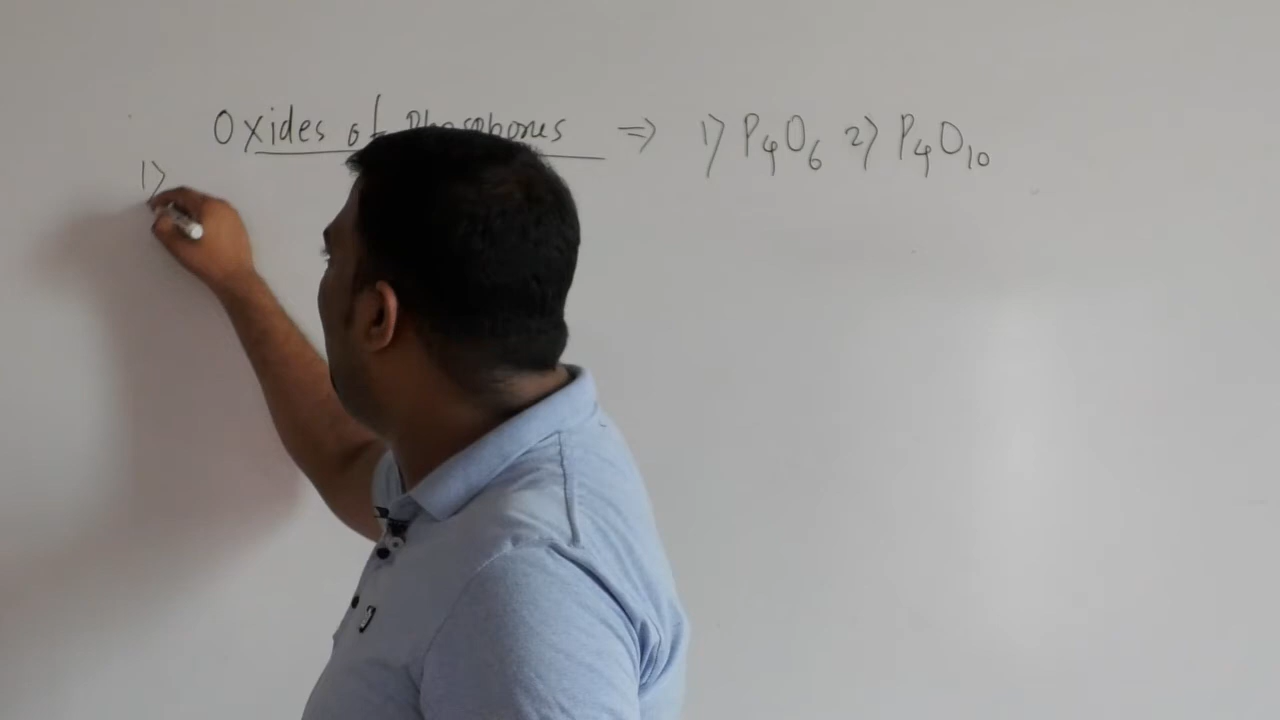 Oxides of Phosphorus => 1) P₄O₆ 2) P₄O₁₀
1)